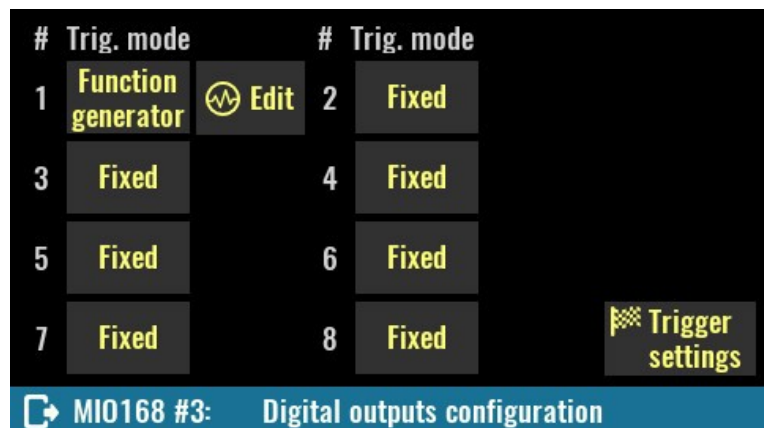 # Trig. mode # Trig. mode
1 Function generator Edit 2 Fixed
3 Fixed 4 Fixed
5 Fixed 6 Fixed
7 Fixed 8 Fixed
Trigger
settings
MIO168 #3: Digital outputs configuration